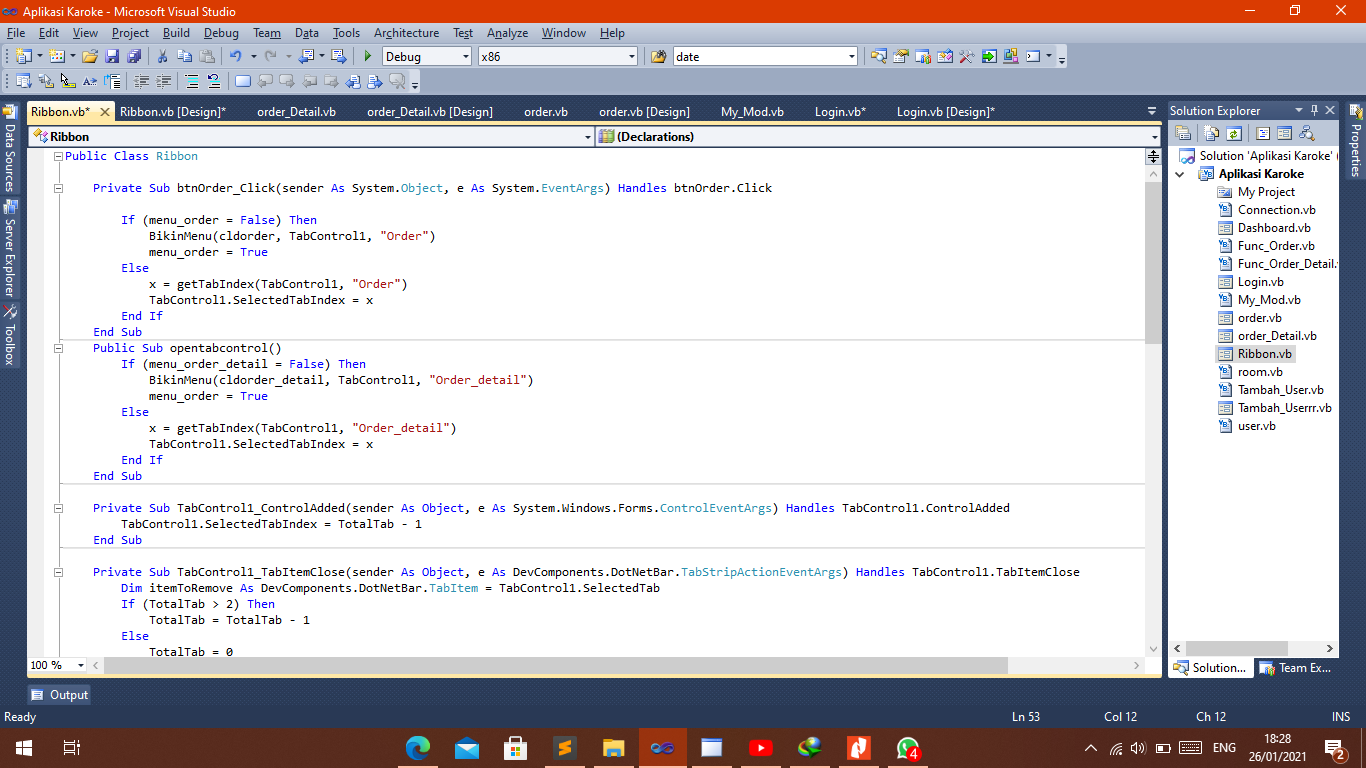 Aplikasi Karoke - Microsoft Visual Studio
File Edit View Project Build Debug Team Data Tools Architecture Test Analyze Window Help
Debug x86 date
Ribbon.vb* Ribbon.vb [Design]* order_Detail.vb order_Detail.vb [Design] order.vb order.vb [Design] My_Mod.vb Login.vb* Login.vb [Design]*
Ribbon (Declarations)
Public Class Ribbon
Private Sub btnOrder_Click(sender As System.Object, e As System.EventArgs) Handles btnOrder.Click
If (menu_order = False) Then
BikinMenu(cldorder, TabControl1, "Order")
menu_order = True
Else
x = getTabIndex(TabControl1, "Order")
TabControl1.SelectedTabIndex = x
End If
End Sub
Public Sub opentabcontrol()
If (menu_order_detail = False) Then
BikinMenu(cldorder_detail, TabControl1, "Order_detail")
menu_order = True
Else
x = getTabIndex(TabControl1, "Order_detail")
TabControl1.SelectedTabIndex = x
End If
End Sub
Private Sub TabControl1_ControlAdded(sender As Object, e As System.Windows.Forms.ControlEventArgs) Handles TabControl1.ControlAdded
TabControl1.SelectedTabIndex = TotalTab - 1
End Sub
Private Sub TabControl1_TabItemClose(sender As Object, e As DevComponents.DotNetBar.TabStripActionEventArgs) Handles TabControl1.TabItemClose
Dim itemToRemove As DevComponents.DotNetBar.TabItem = TabControl1.SelectedTab
If (TotalTab > 2) Then
TotalTab = TotalTab - 1
Else
TotalTab = 0
100 %
Data Sources
Server Explorer
Toolbox
Solution Explorer
Solution 'Aplikasi Karoke' (
Aplikasi Karoke
My Project
Connection.vb
Dashboard.vb
Func_Order.vb
Func_Order_Detail.v
Login.vb
My_Mod.vb
order.vb
order_Detail.vb
Ribbon.vb
room.vb
Tambah_User.vb
Tambah_Userrr.vb
user.vb
Solution... Team Ex...
Properties
Output
Ready Ln 53 Col 12 Ch 12 INS
4
ENG
18:28
26/01/2021
2